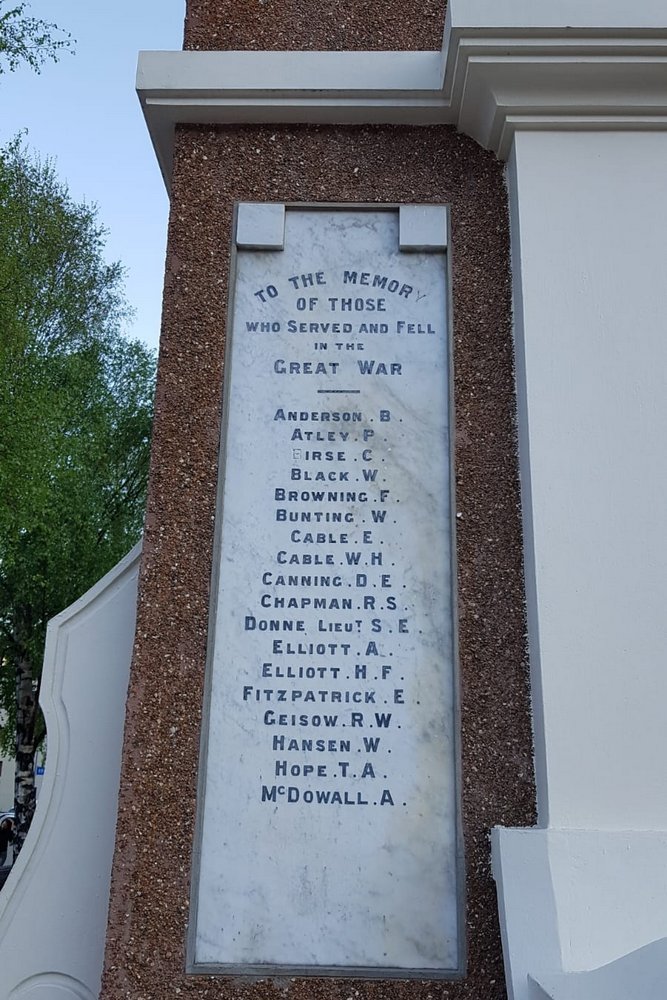 TO THE MEMORY
OF THOSE
WHO SERVED AND FELL
IN THE
GREAT WAR
ANDERSON.B.
ATLEY.P.
BIRSE.C.
BLACK.W.
BROWNING.F.
BUNTING.W.
CABLE.E.
CABLE.W.H.
CANNING.D.E.
CHAPMAN.R.S.
DONNE LIEUT S.E.
ELLIOTT.A.
ELLIOTT.H.F.
FITZPATRICK.E.
GEISOW.R.W.
HANSEN.W.
HOPE.T.A.
McDOWALL.A.